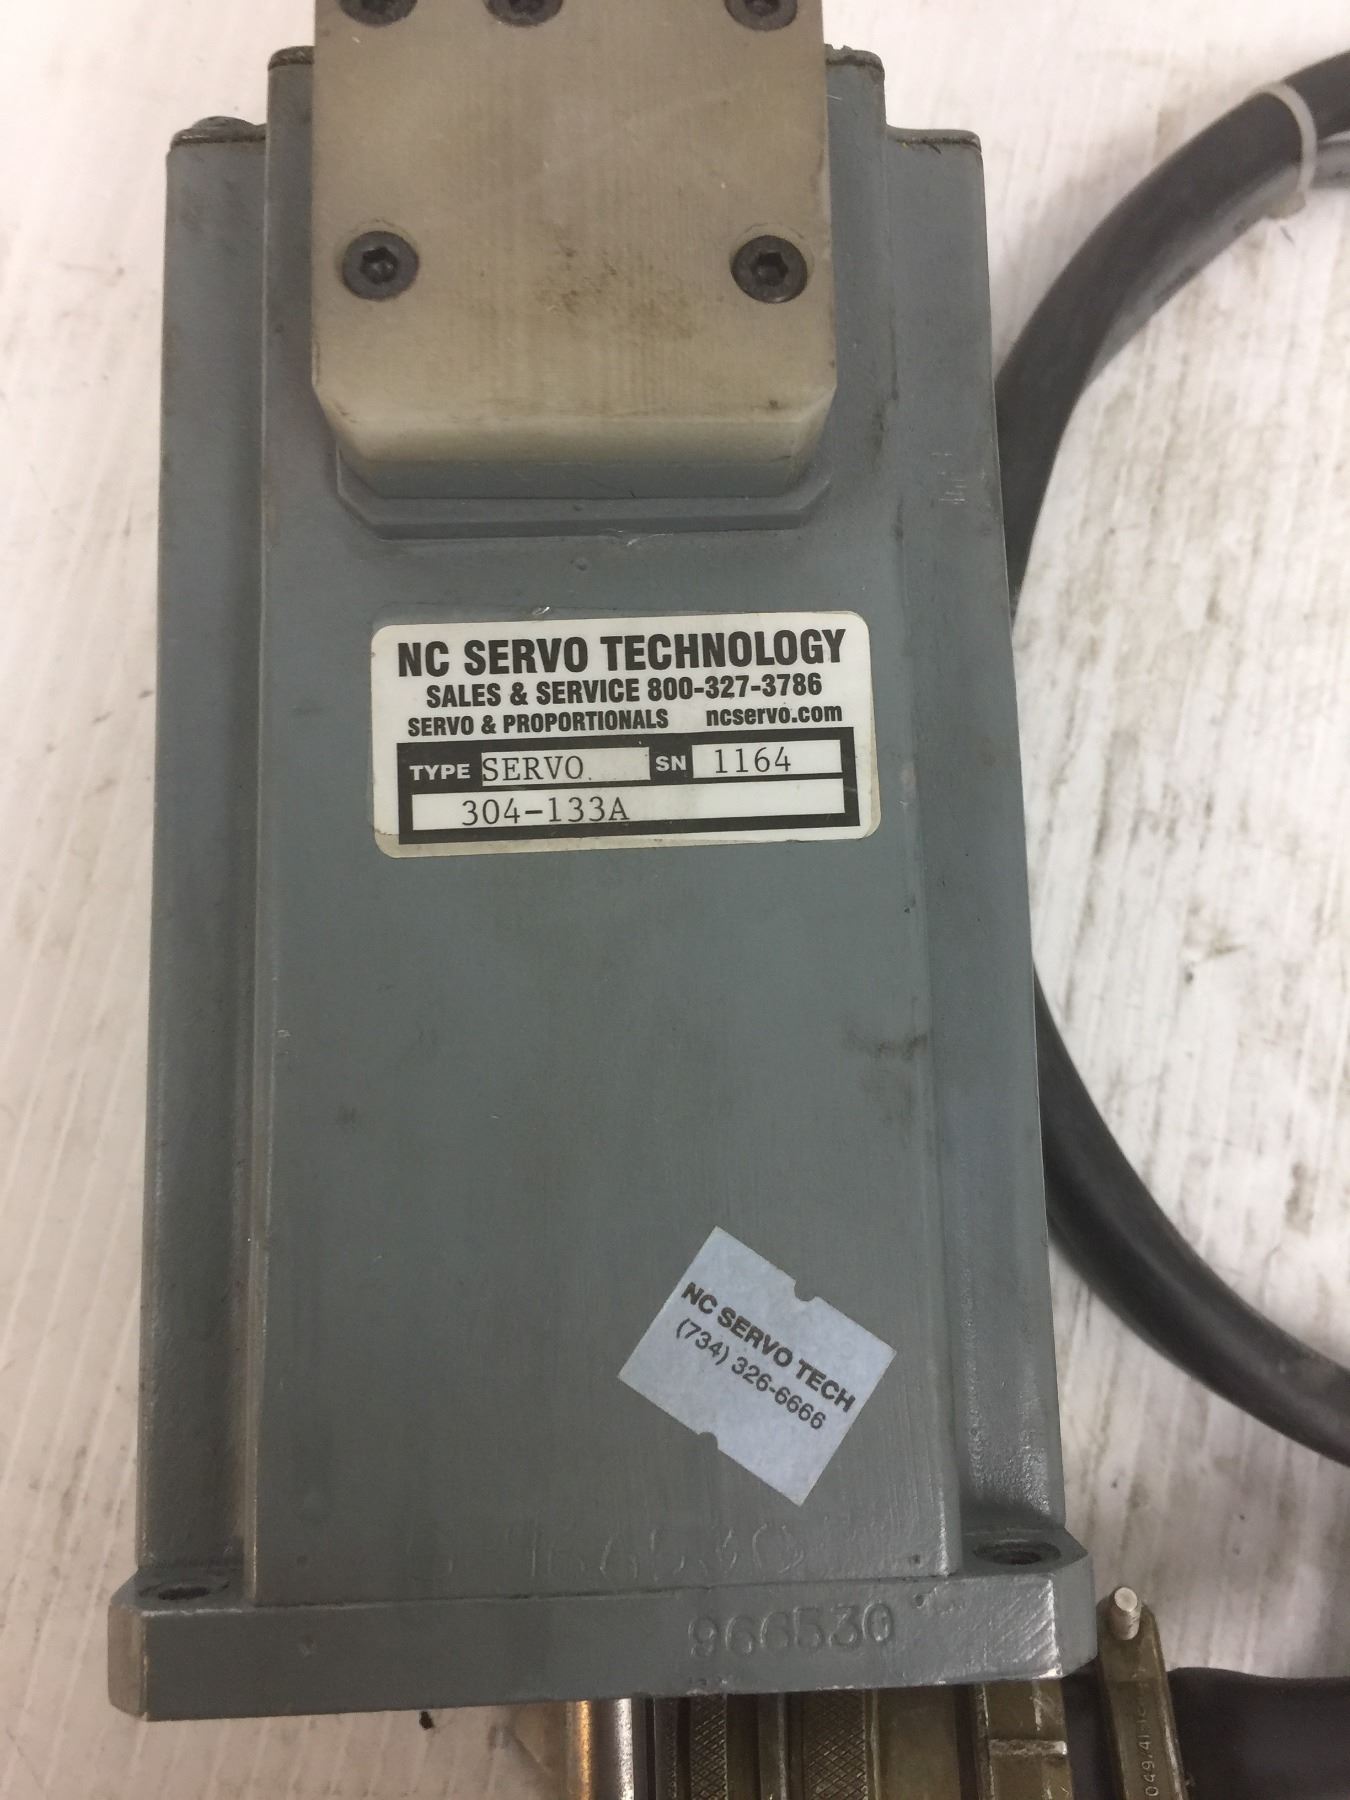 NC SERVO TECHNOLOGY
SALES & SERVICE 800-327-3786
SERVO & PROPORTIONALS ncservo.com
TYPE SERVO SN 1164
304-133A
NC SERVO TECH
(734) 326-6666
966530